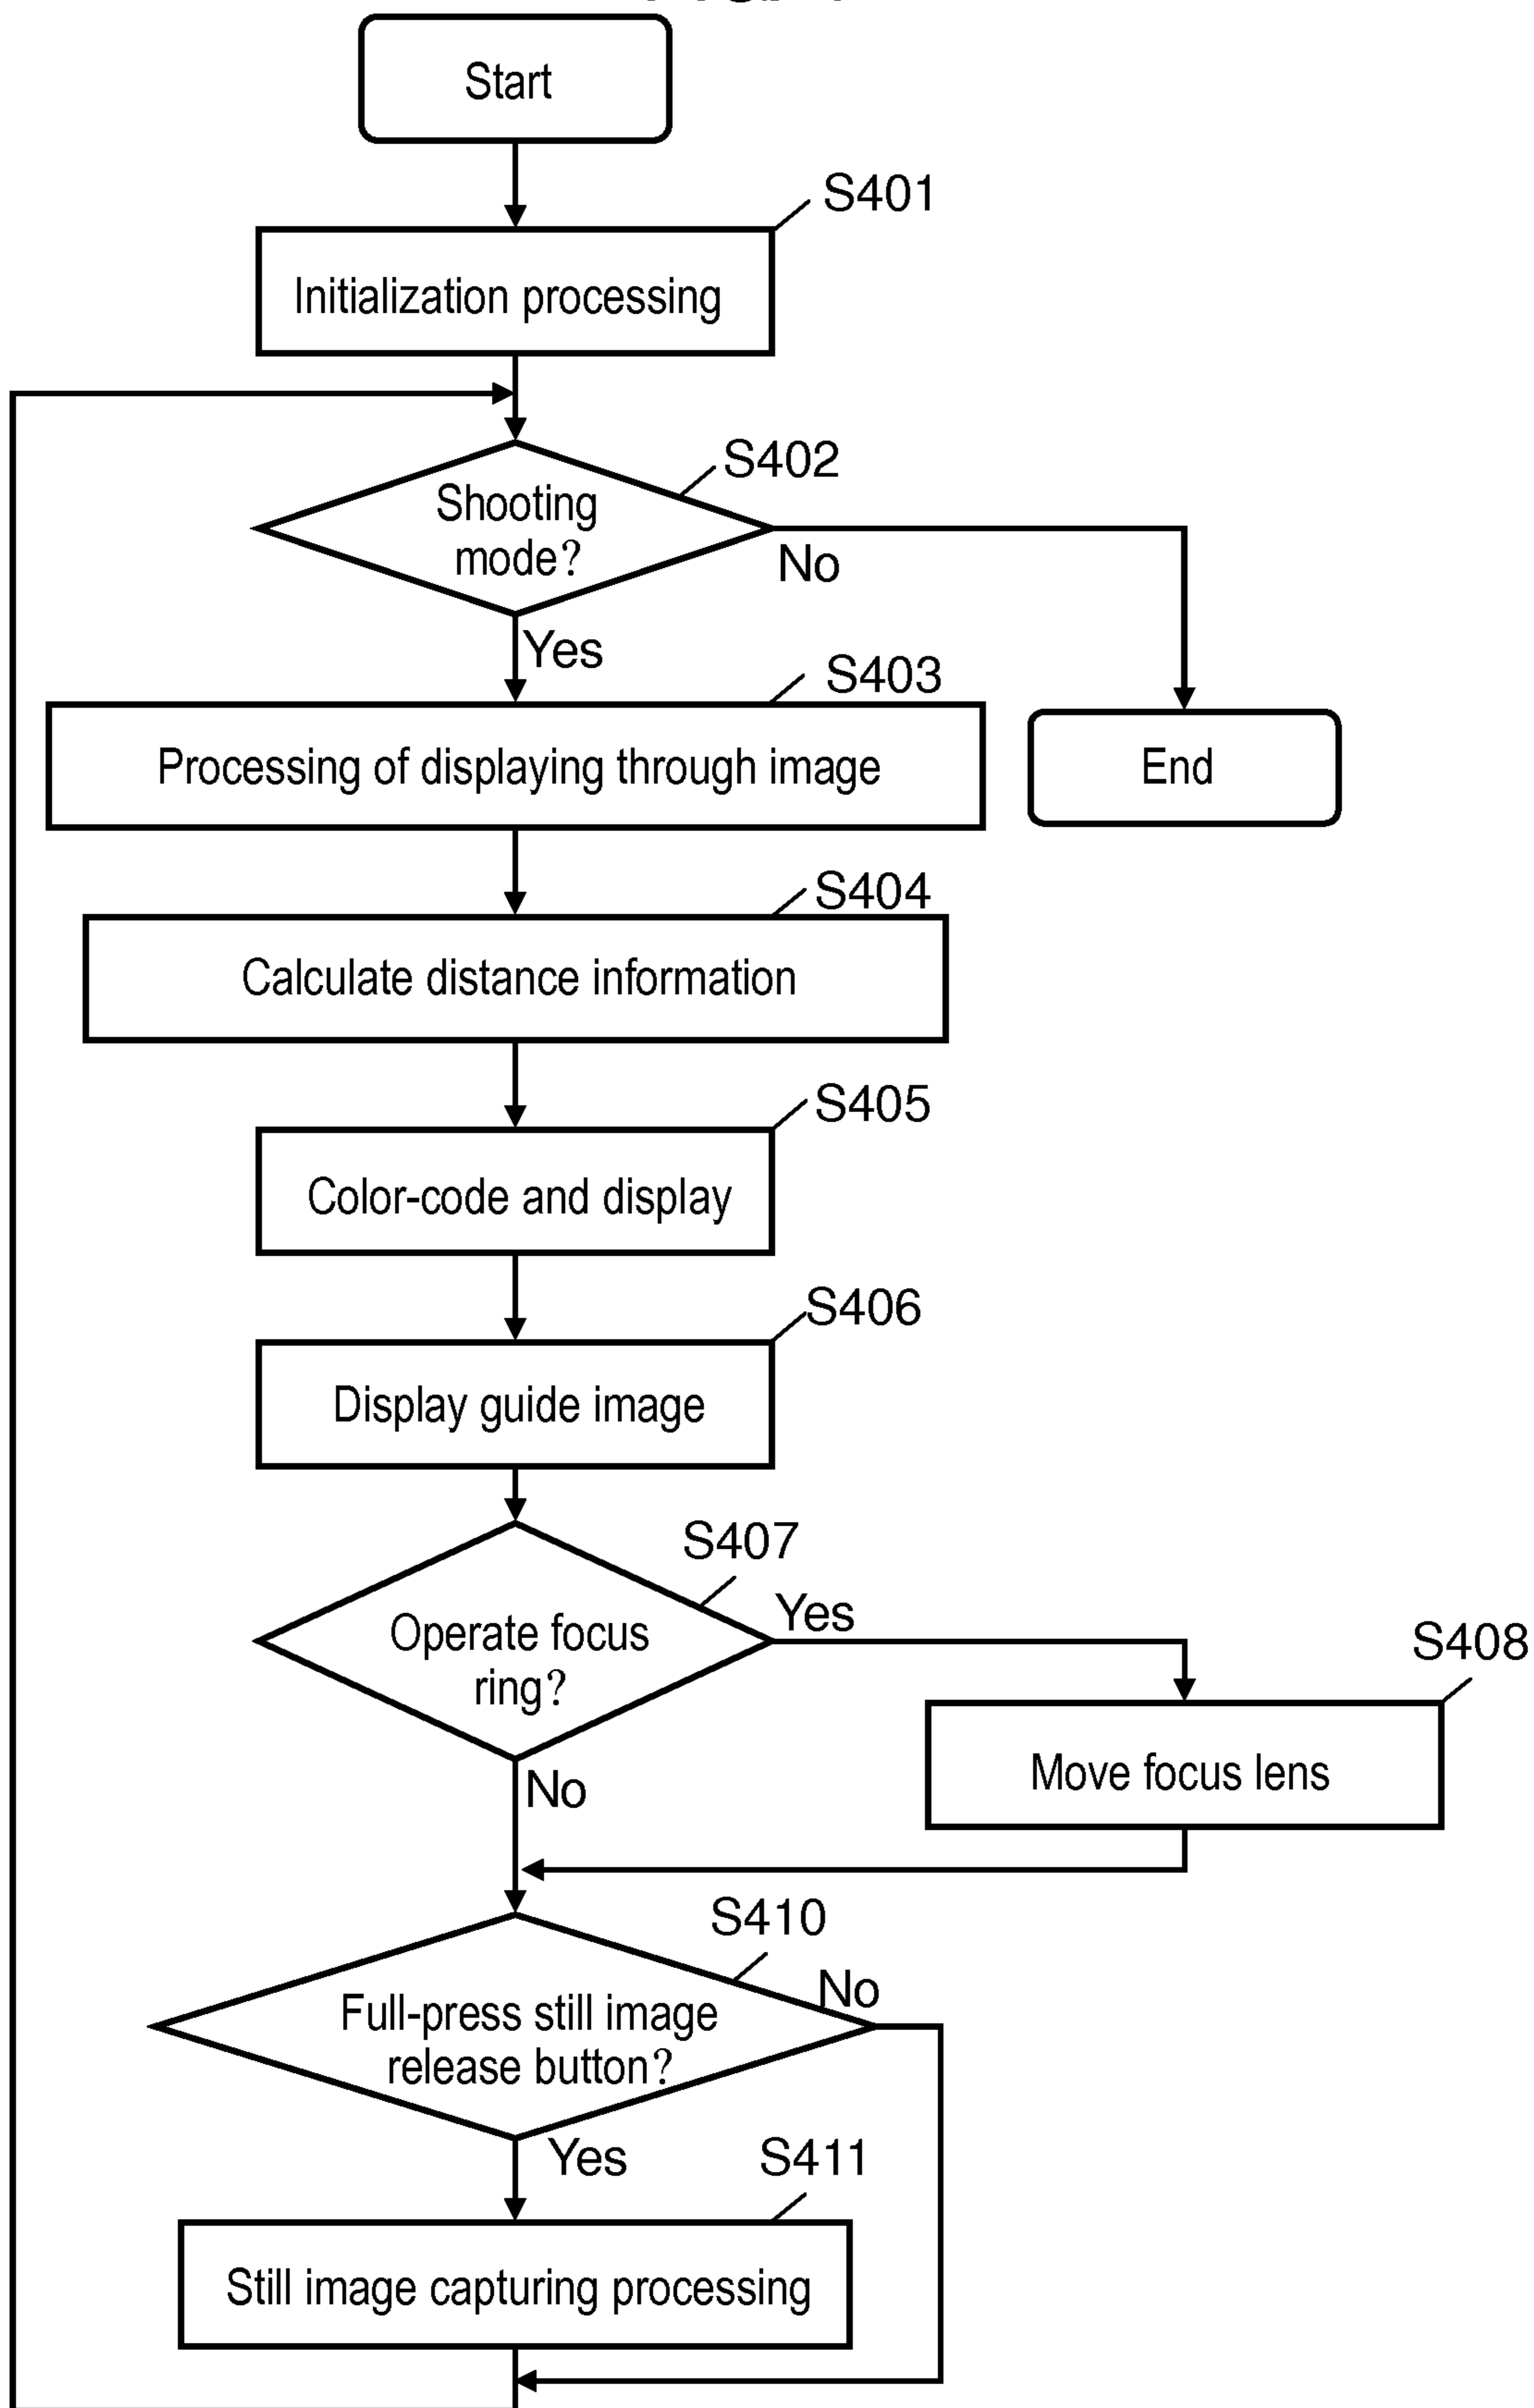 Start
S401
Initialization processing
S402
Shooting
mode?
No
Yes
S403
Processing of displaying through image
End
S404
Calculate distance information
S405
Color-code and display
S406
Display guide image
S407
Operate focus
ring?
Yes
S408
Move focus lens
No
S410
Full-press still image
release button?
No
Yes
S411
Still image capturing processing